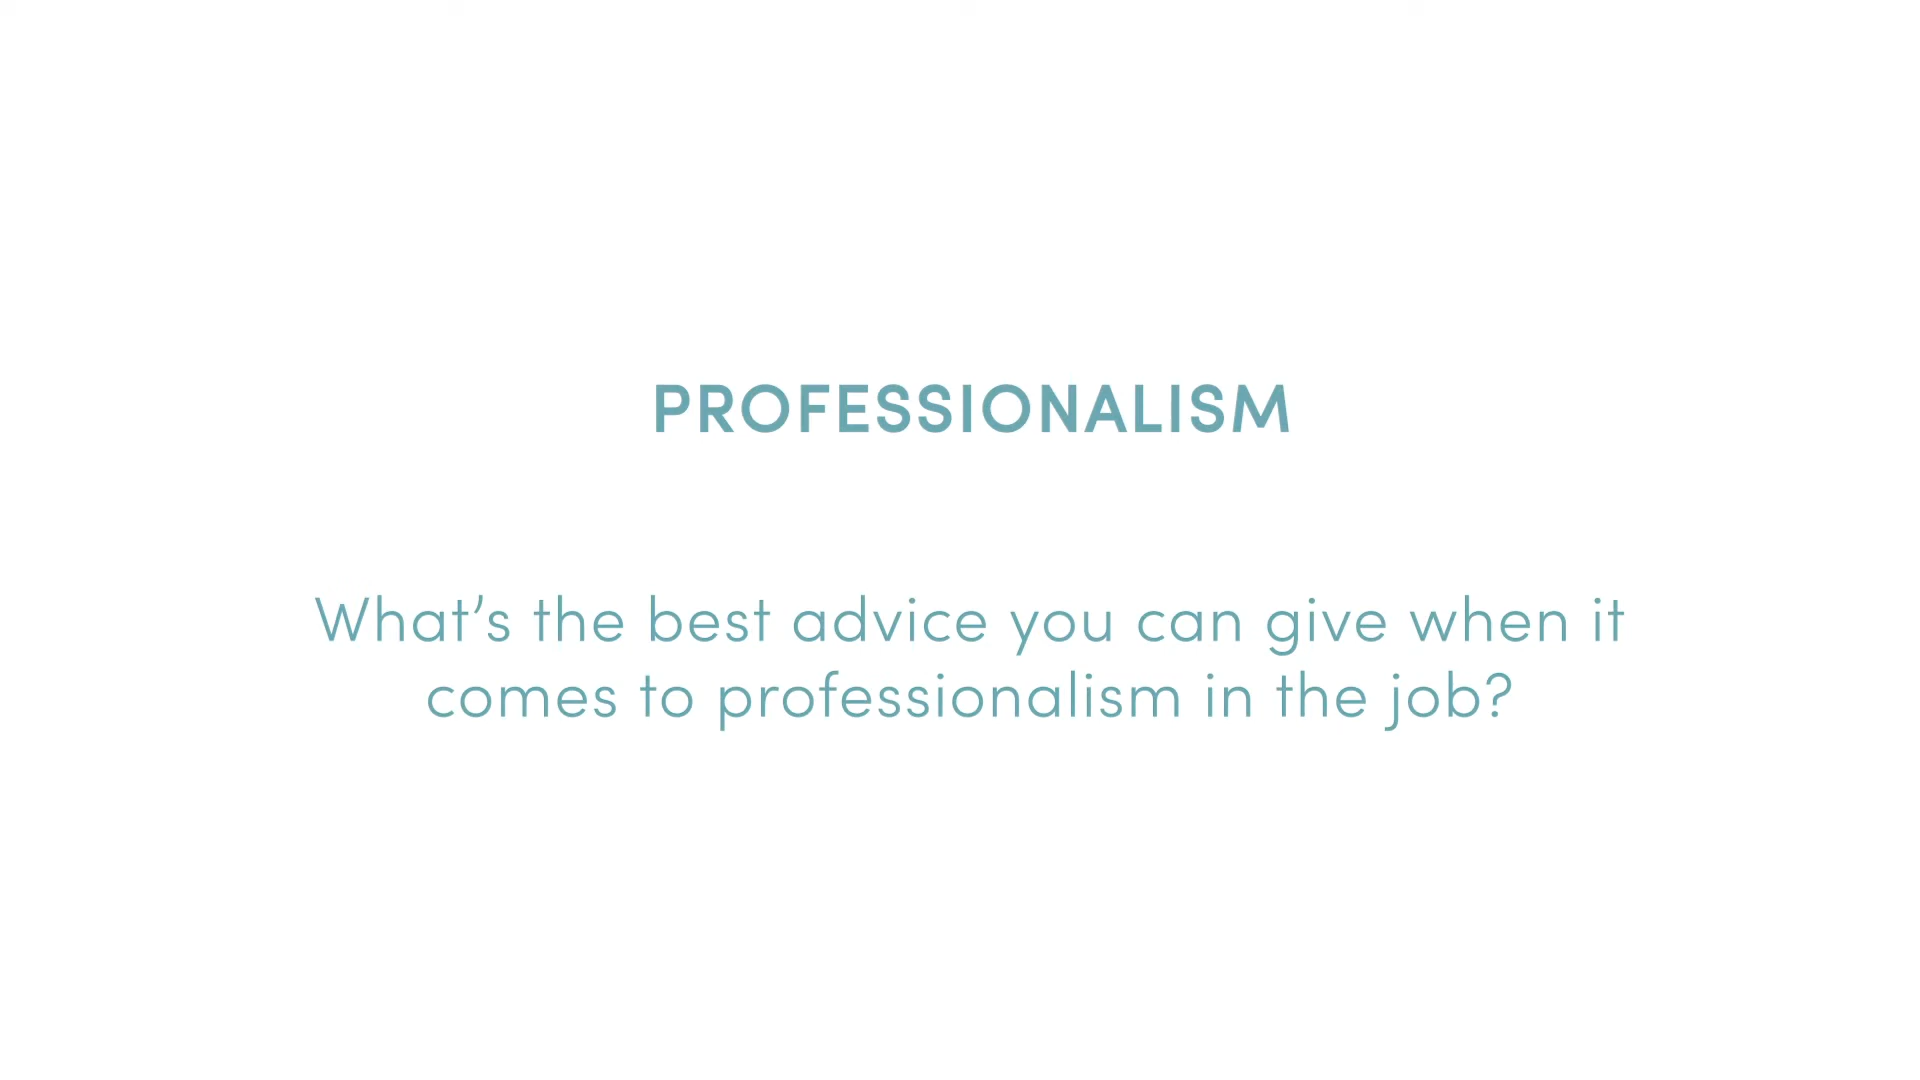 PROFESSIONALISM
What’s the best advice you can give when it
comes to professionalism in the job?